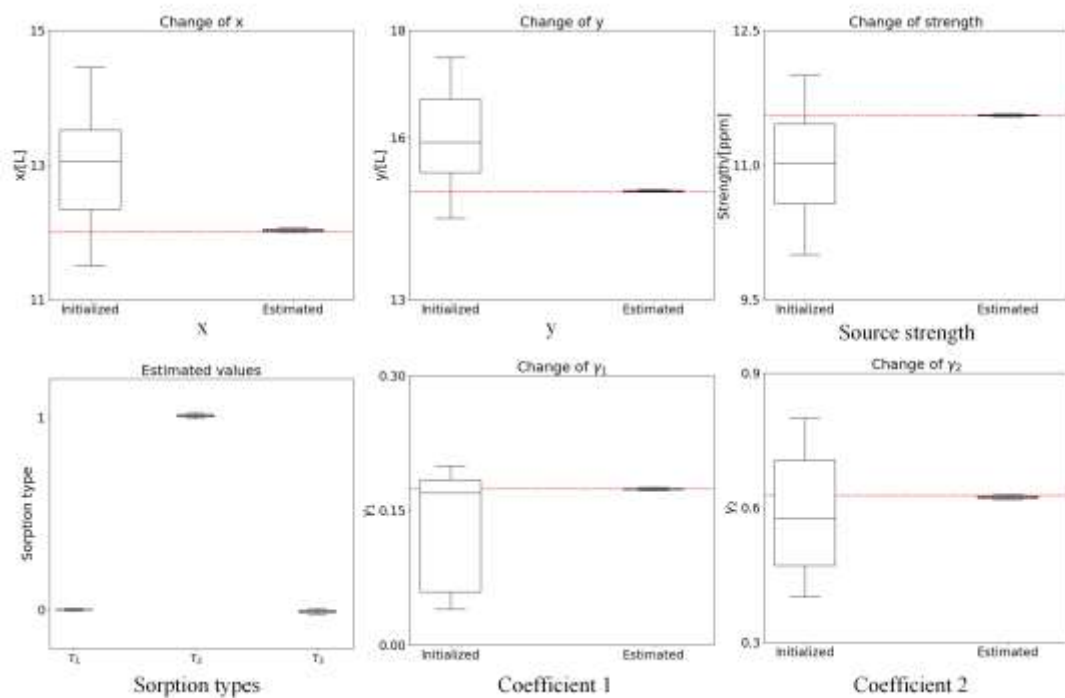 Change of x
15
13
11
x/[L]
Initialized
Estimated
x
Change of y
18
16
13
y/[L]
Initialized
Estimated
y
Change of strength
12.5
11.0
9.5
Strength/[ppm]
Initialized
Estimated
Source strength
Estimated values
1
0
Sorption type
τ₁
τ₂
τ₃
Sorption types
Change of γ₁
0.30
0.15
0.00
γ₁
Initialized
Estimated
Coefficient 1
Change of γ₂
0.9
0.6
0.3
γ₂
Initialized
Estimated
Coefficient 2